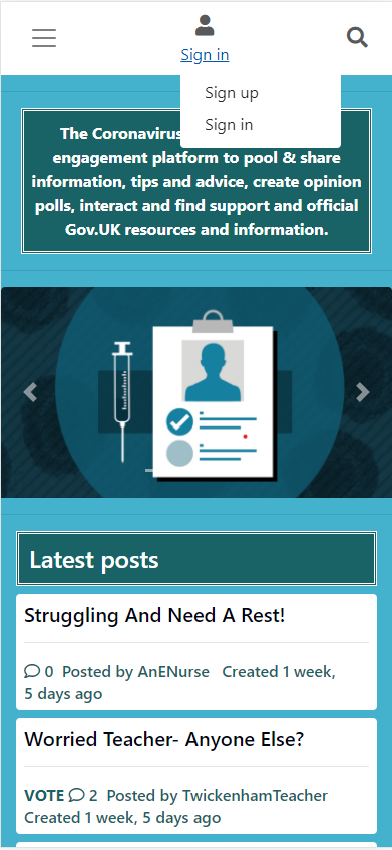 Sign in
Sign up
Sign in
The Coronavirus
engagement platform to pool & share
information, tips and advice, create opinion
polls, interact and find support and official
Gov.UK resources and information.
Latest posts
Struggling And Need A Rest!
0 Posted by AnENurse Created 1 week,
5 days ago
Worried Teacher- Anyone Else?
VOTE 2 Posted by TwickenhamTeacher
Created 1 week, 5 days ago